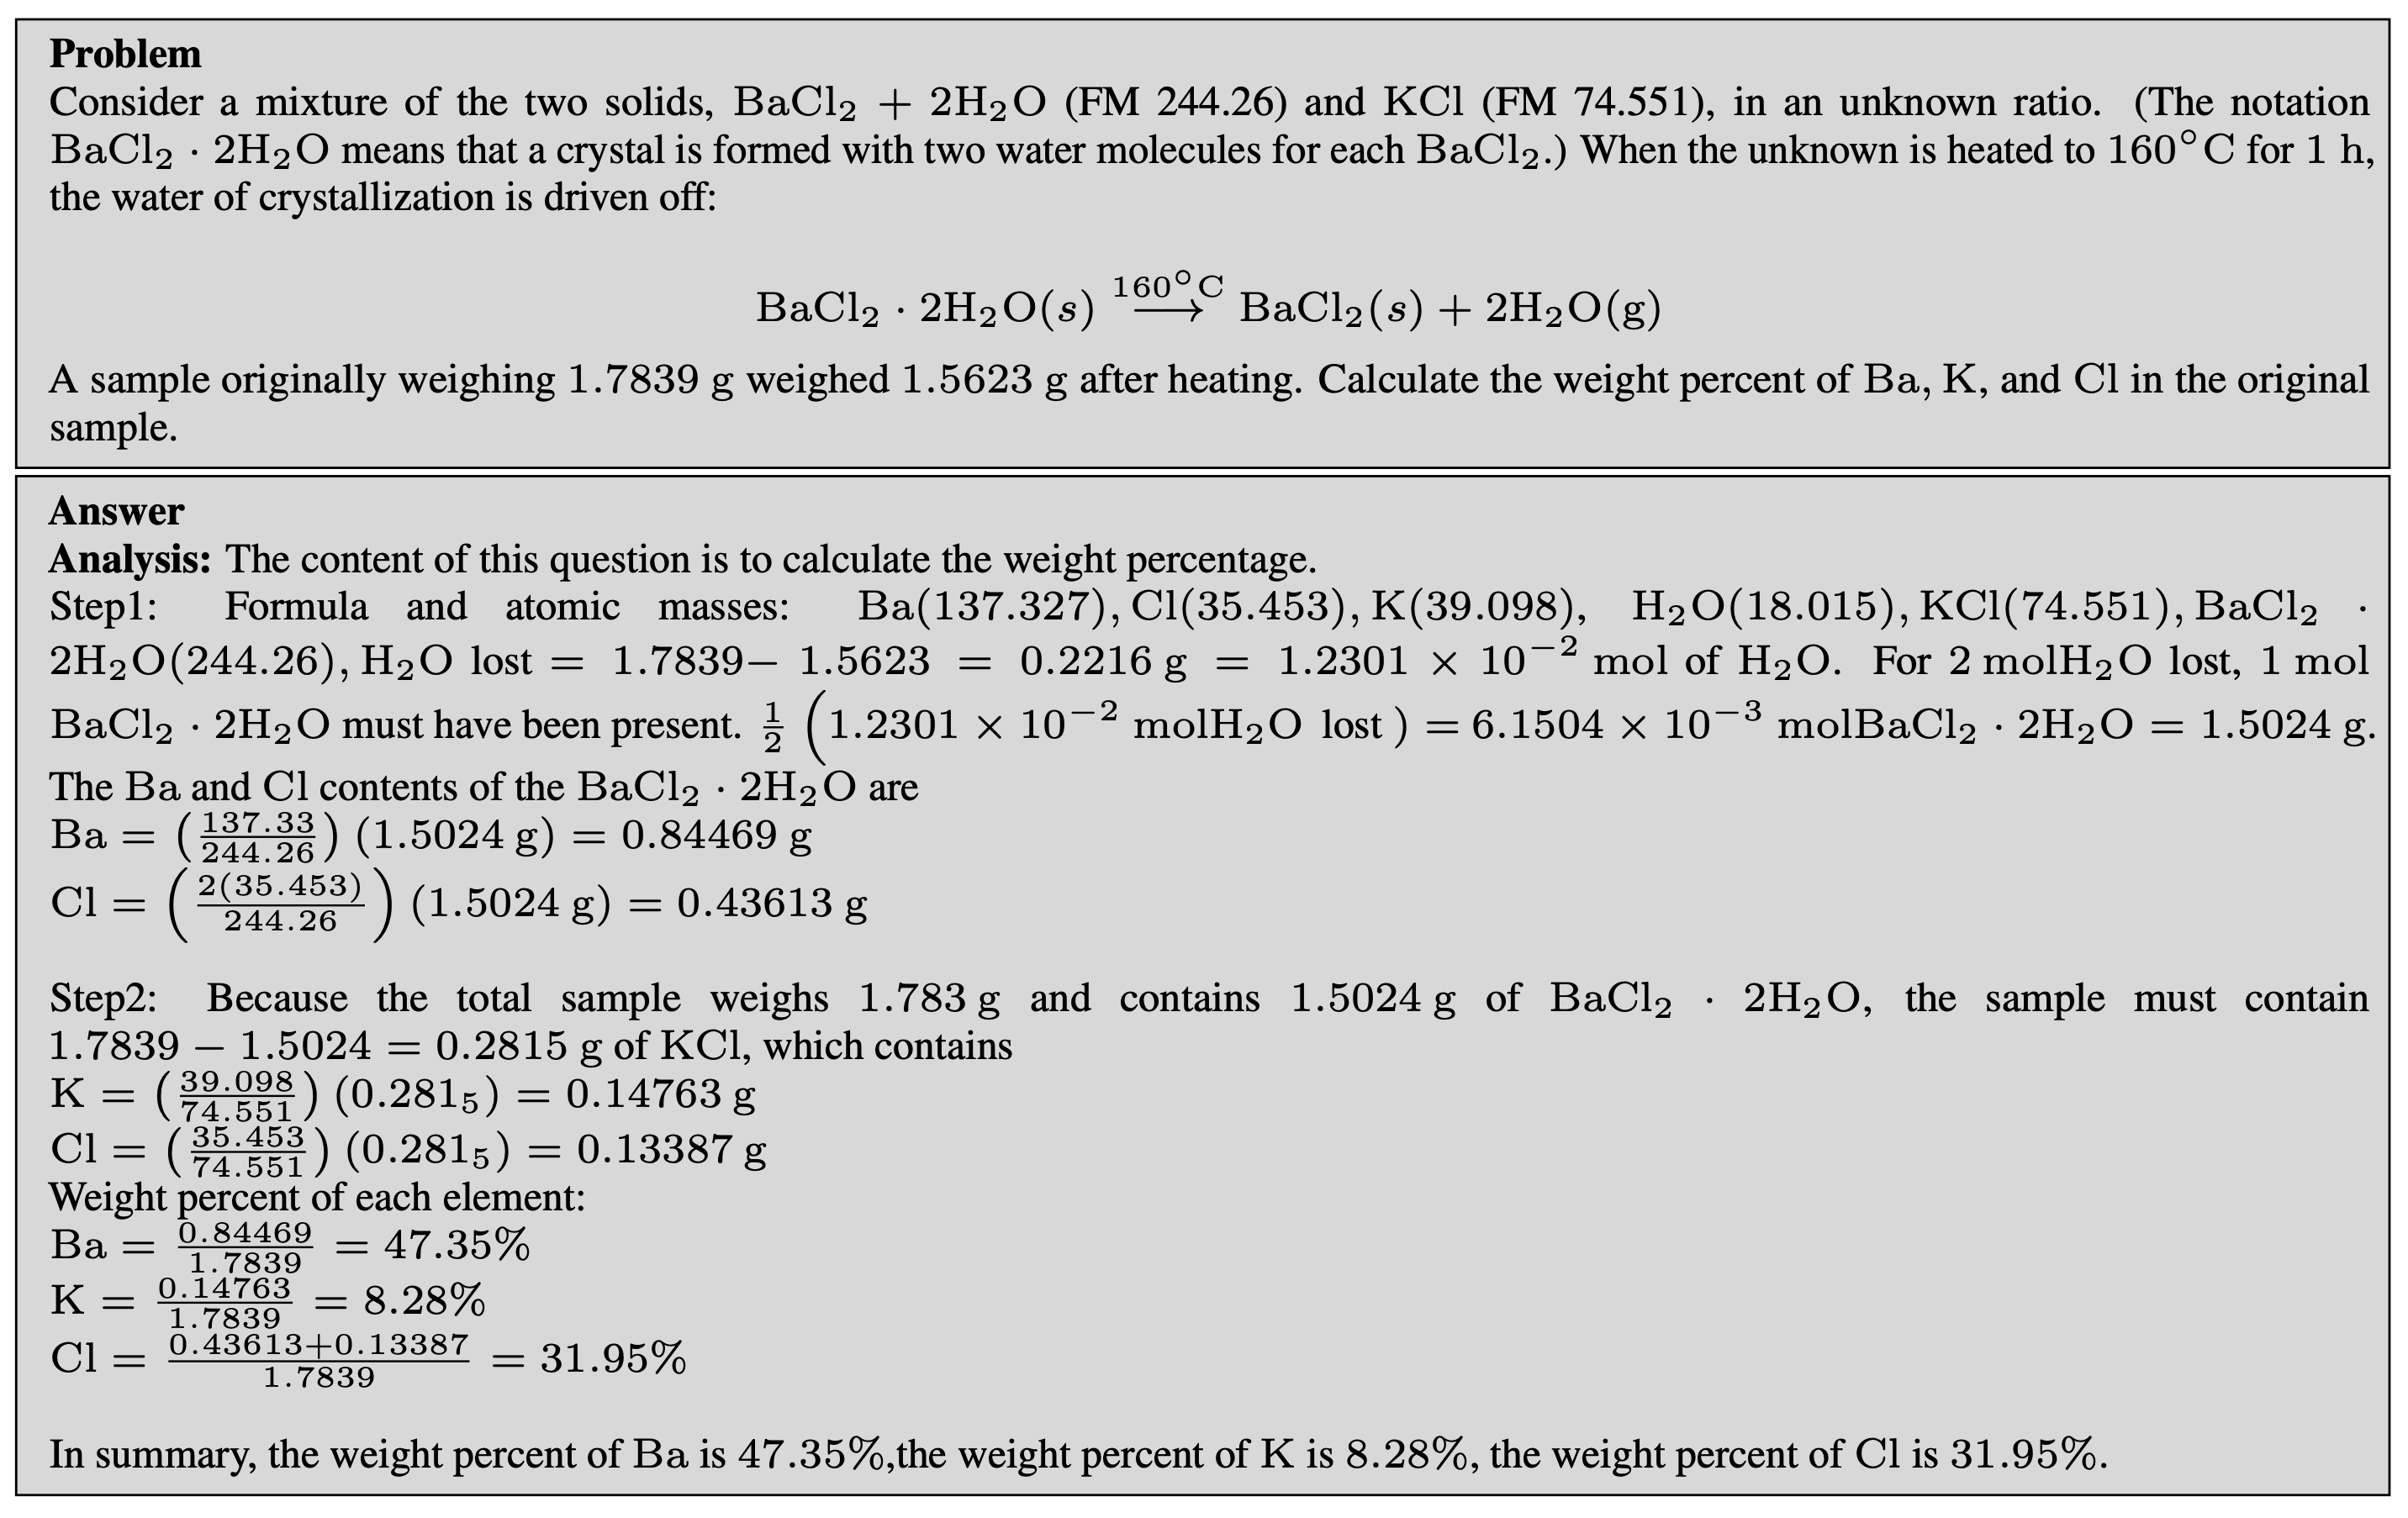 Problem
Consider a mixture of the two solids, BaCl₂ + 2H₂O (FM 244.26) and KCl (FM 74.551), in an unknown ratio. (The notation
BaCl₂ · 2H₂O means that a crystal is formed with two water molecules for each BaCl₂.) When the unknown is heated to 160°C for 1 h,
the water of crystallization is driven off:
BaCl₂ · 2H₂O(s) \overset{160°C}{⟶} BaCl₂(s) + 2H₂O(g)
A sample originally weighing 1.7839 g weighed 1.5623 g after heating. Calculate the weight percent of Ba, K, and Cl in the original
sample.
Answer
Analysis: The content of this question is to calculate the weight percentage.
Step1: Formula and atomic masses: Ba(137.327), Cl(35.453), K(39.098), H₂O(18.015), KCl(74.551), BaCl₂ ·
2H₂O(244.26), H₂O lost = 1.7839− 1.5623 = 0.2216 g = 1.2301 × 10⁻² mol of H₂O. For 2 molH₂O lost, 1 mol
BaCl₂ · 2H₂O must have been present. \frac{1}{2} (1.2301 × 10⁻² molH₂O lost ) = 6.1504 × 10⁻³ molBaCl₂ · 2H₂O = 1.5024 g.
The Ba and Cl contents of the BaCl₂ · 2H₂O are
Ba = (\frac{137.33}{244.26}) (1.5024 g) = 0.84469 g
Cl = (\frac{2(35.453)}{244.26}) (1.5024 g) = 0.43613 g
Step2: Because the total sample weighs 1.783 g and contains 1.5024 g of BaCl₂ · 2H₂O, the sample must contain
1.7839 − 1.5024 = 0.2815 g of KCl, which contains
K = (\frac{39.098}{74.551}) (0.281₅) = 0.14763 g
Cl = (\frac{35.453}{74.551}) (0.281₅) = 0.13387 g
Weight percent of each element:
Ba = \frac{0.84469}{1.7839} = 47.35%
K = \frac{0.14763}{1.7839} = 8.28%
Cl = \frac{0.43613+0.13387}{1.7839} = 31.95%
In summary, the weight percent of Ba is 47.35%,the weight percent of K is 8.28%, the weight percent of Cl is 31.95%.